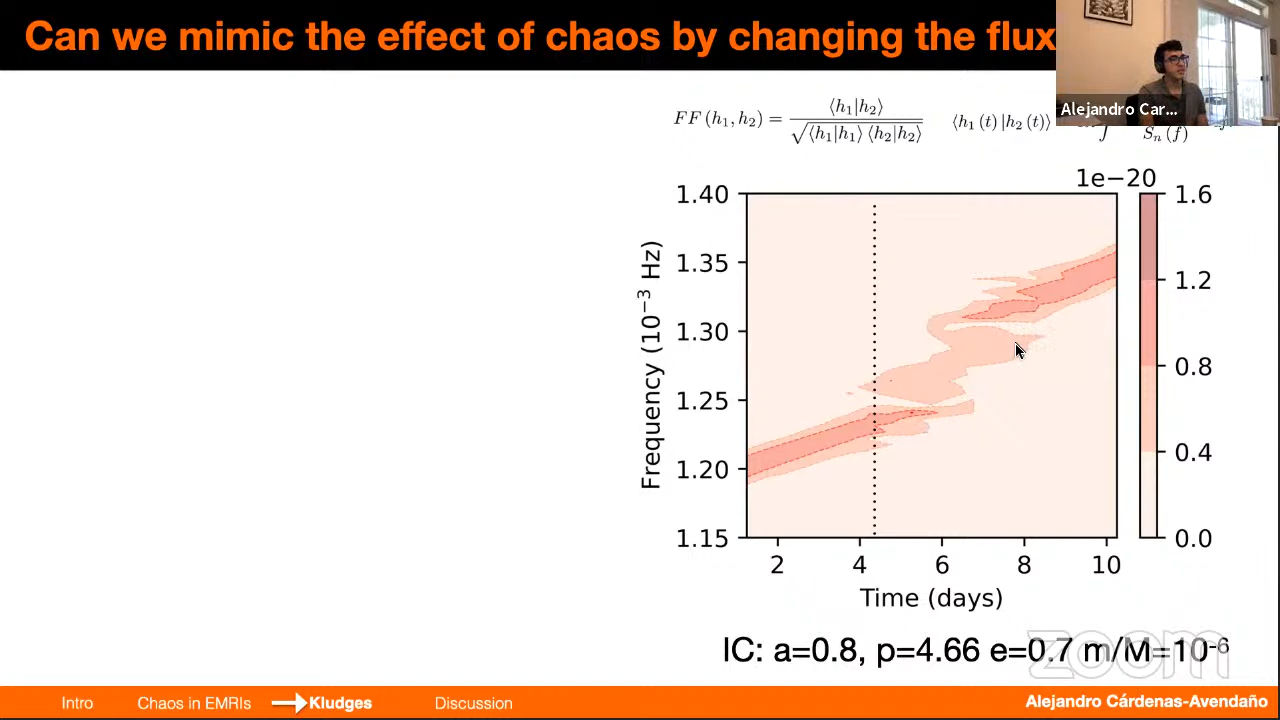 Can we mimic the effect of chaos by changing the flux
Alejandro Car...
FF (h₁, h₂) = ⟨h₁|h₂⟩ / √⟨h₁|h₁⟩ ⟨h₂|h₂⟩
⟨h₁ (t) |h₂ (t)⟩
Sₙ (f)
1e−20
1.40
1.35
1.30
1.25
1.20
1.15
Frequency (10⁻³ Hz)
2 4 6 8 10
Time (days)
1.6
1.2
0.8
0.4
0.0
IC: a=0.8, p=4.66 e=0.7 m/M=10⁻⁶
zoom
Intro Chaos in EMRIs Kludges Discussion Alejandro Cárdenas-Avendaño